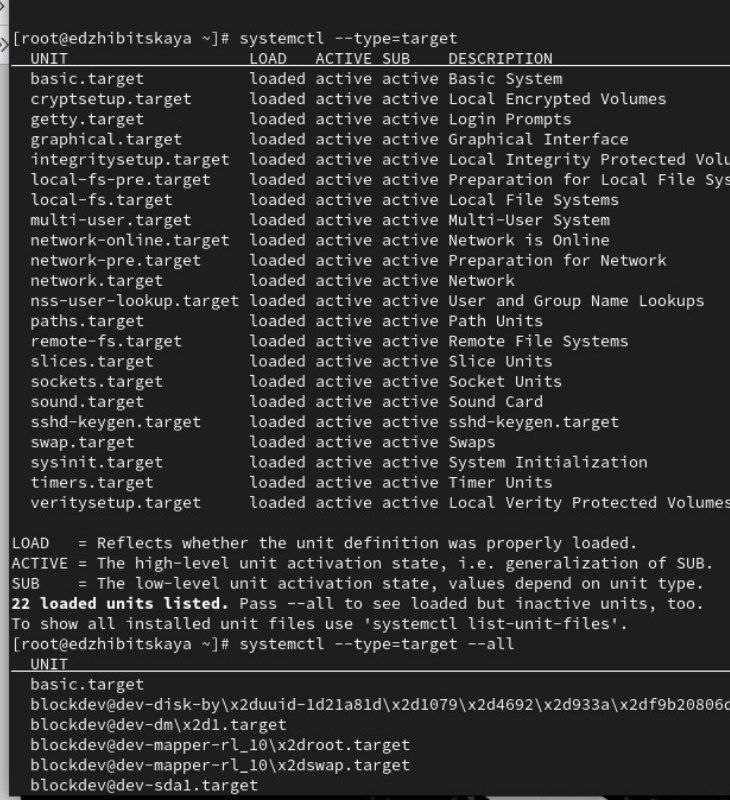 [root@edzhibitskaya ~]# systemctl --type=target
  UNIT                   LOAD   ACTIVE SUB    DESCRIPTION
  basic.target           loaded active active Basic System
  cryptsetup.target      loaded active active Local Encrypted Volumes
  getty.target           loaded active active Login Prompts
  graphical.target       loaded active active Graphical Interface
  integritysetup.target  loaded active active Local Integrity Protected Volu
  local-fs-pre.target    loaded active active Preparation for Local File Sys
  local-fs.target        loaded active active Local File Systems
  multi-user.target      loaded active active Multi-User System
  network-online.target  loaded active active Network is Online
  network-pre.target     loaded active active Preparation for Network
  network.target         loaded active active Network
  nss-user-lookup.target loaded active active User and Group Name Lookups
  paths.target           loaded active active Path Units
  remote-fs.target       loaded active active Remote File Systems
  slices.target          loaded active active Slice Units
  sockets.target         loaded active active Socket Units
  sound.target           loaded active active Sound Card
  sshd-keygen.target     loaded active active sshd-keygen.target
  swap.target            loaded active active Swaps
  sysinit.target         loaded active active System Initialization
  timers.target          loaded active active Timer Units
  veritysetup.target     loaded active active Local Verity Protected Volumes
LOAD   = Reflects whether the unit definition was properly loaded.
ACTIVE = The high-level unit activation state, i.e. generalization of SUB.
SUB    = The low-level unit activation state, values depend on unit type.
22 loaded units listed. Pass --all to see loaded but inactive units, too.
To show all installed unit files use 'systemctl list-unit-files'.
[root@edzhibitskaya ~]# systemctl --type=target --all
  UNIT
  basic.target
  blockdev@dev-disk-by\x2duuid-1d21a81d\x2d1079\x2d4692\x2d933a\x2df9b20806c
  blockdev@dev-dm\x2d1.target
  blockdev@dev-mapper-rl_10\x2droot.target
  blockdev@dev-mapper-rl_10\x2dswap.target
  blockdev@dev-sda1.target